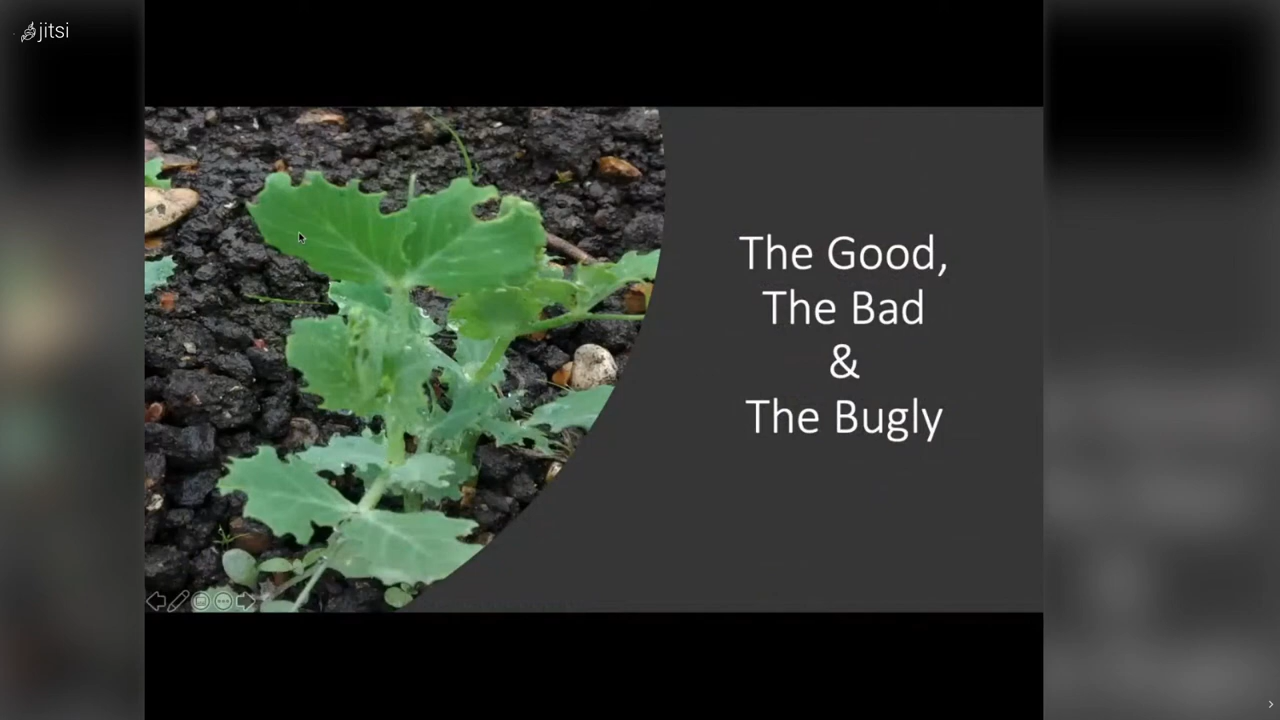 jitsi
The Good,
The Bad
&
The Bugly